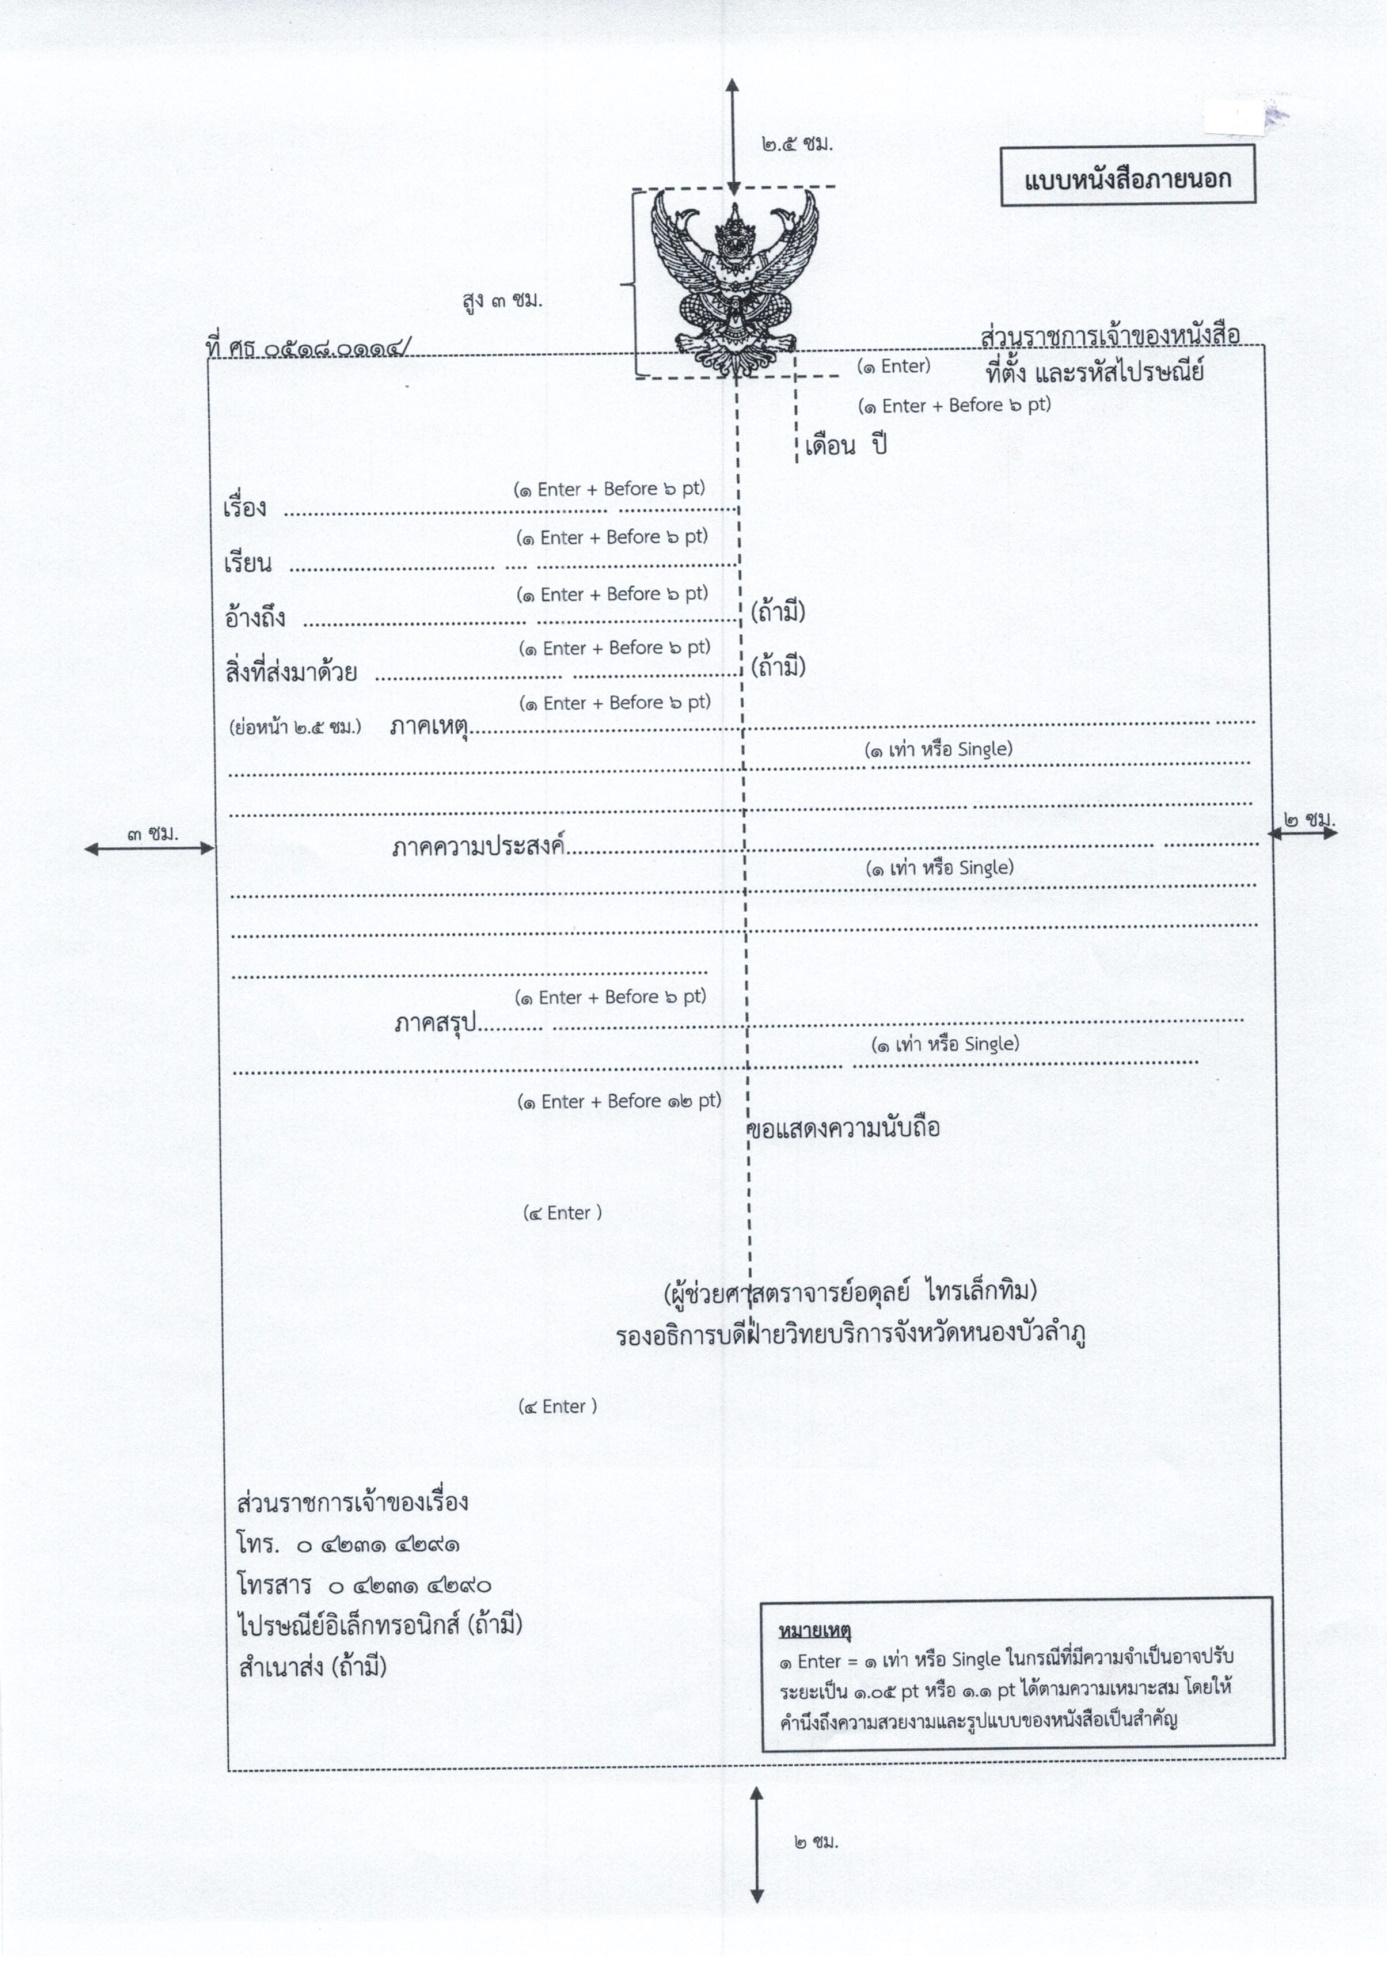 ๒.๕ ซม.
แบบหนังสือภายนอก
สูง ๓ ซม.
ที่ ศธ ๐๕๑๘.๐๑๑๔/
ส่วนราชการเจ้าของหนังสือ
(๑ Enter)
ที่ตั้ง และรหัสไปรษณีย์
(๑ Enter + Before ๖ pt)
เดือน ปี
(๑ Enter + Before ๖ pt)
เรื่อง ................................................................
(๑ Enter + Before ๖ pt)
เรียน ................................................................
(๑ Enter + Before ๖ pt)
อ้างถึง ................................................................ (ถ้ามี)
(๑ Enter + Before ๖ pt)
สิ่งที่ส่งมาด้วย ................................................................ (ถ้ามี)
(๑ Enter + Before ๖ pt)
(ย่อหน้า ๒.๕ ซม.) ภาคเหตุ................................................................
(๑ เท่า หรือ Single)
๓ ซม.
๒ ซม.
ภาคความประสงค์................................................................
(๑ เท่า หรือ Single)
(๑ Enter + Before ๖ pt)
ภาคสรุป................................................................
(๑ เท่า หรือ Single)
(๑ Enter + Before ๑๒ pt)
ขอแสดงความนับถือ
(๔ Enter )
(ผู้ช่วยศาสตราจารย์อดุลย์ ไทรเล็กทิม)
รองอธิการบดีฝ่ายวิทยบริการจังหวัดหนองบัวลำภู
(๔ Enter )
ส่วนราชการเจ้าของเรื่อง
โทร. ๐ ๔๒๓๑ ๔๒๙๑
โทรสาร ๐ ๔๒๓๑ ๔๒๙๐
ไปรษณีย์อิเล็กทรอนิกส์ (ถ้ามี)
สำเนาส่ง (ถ้ามี)
หมายเหตุ
๑ Enter = ๑ เท่า หรือ Single ในกรณีที่มีความจำเป็นอาจปรับ
ระยะเป็น ๑.๐๕ pt หรือ ๑.๑ pt ได้ตามความเหมาะสม โดยให้
คำนึงถึงความสวยงามและรูปแบบของหนังสือเป็นสำคัญ
๒ ซม.